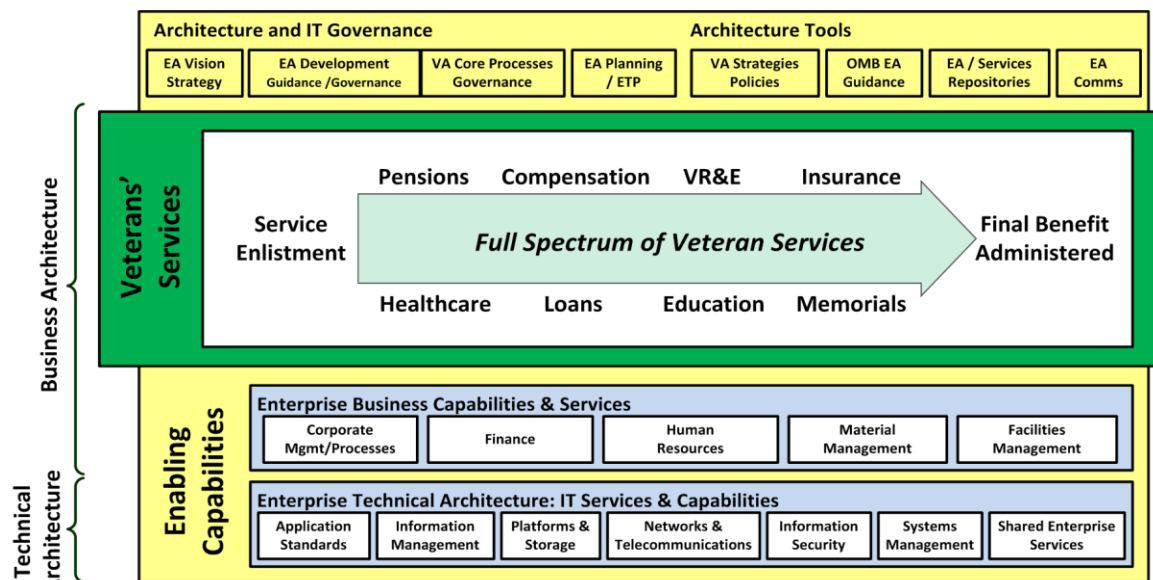 Architecture and IT Governance
Architecture Tools
EA Vision
Strategy
EA Development
Guidance /Governance
VA Core Processes
Governance
EA Planning
/ ETP
VA Strategies
Policies
OMB EA
Guidance
EA / Services
Repositories
EA
Comms
Business Architecture
Veterans'
Services
Pensions
Compensation
VR&E
Insurance
Service
Enlistment
Full Spectrum of Veteran Services
Final Benefit
Administered
Healthcare
Loans
Education
Memorials
Enabling
Capabilities
Enterprise Business Capabilities & Services
Corporate
Mgmt/Processes
Finance
Human
Resources
Material
Management
Facilities
Management
Technical
Architecture
Enterprise Technical Architecture: IT Services & Capabilities
Application
Standards
Information
Management
Platforms &
Storage
Networks &
Telecommunications
Information
Security
Systems
Management
Shared Enterprise
Services